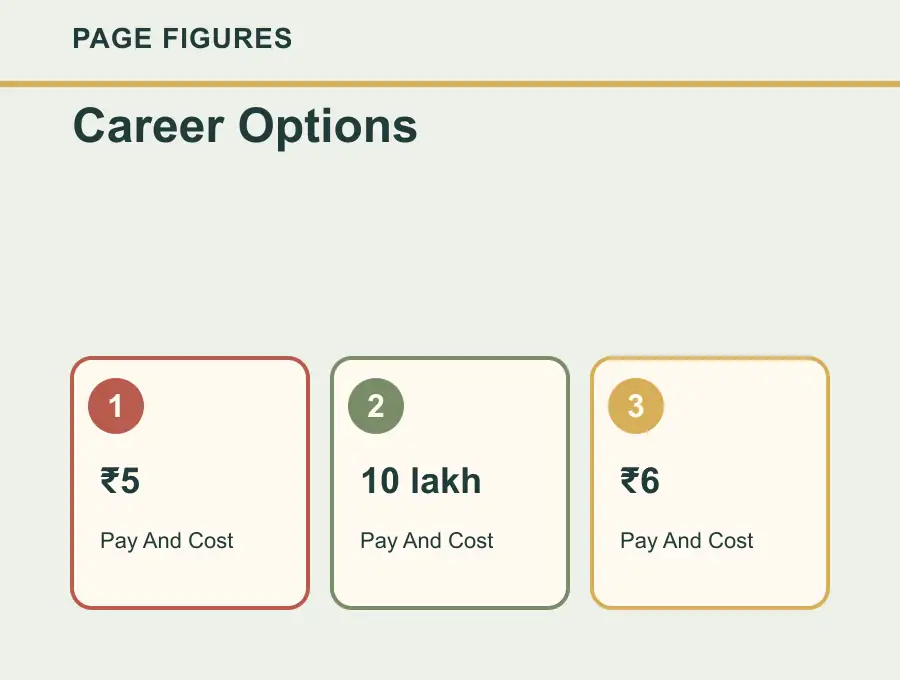 PAGE FIGURES
Career Options
1
₹5
Pay And Cost
2
10 lakh
Pay And Cost
3
₹6
Pay And Cost